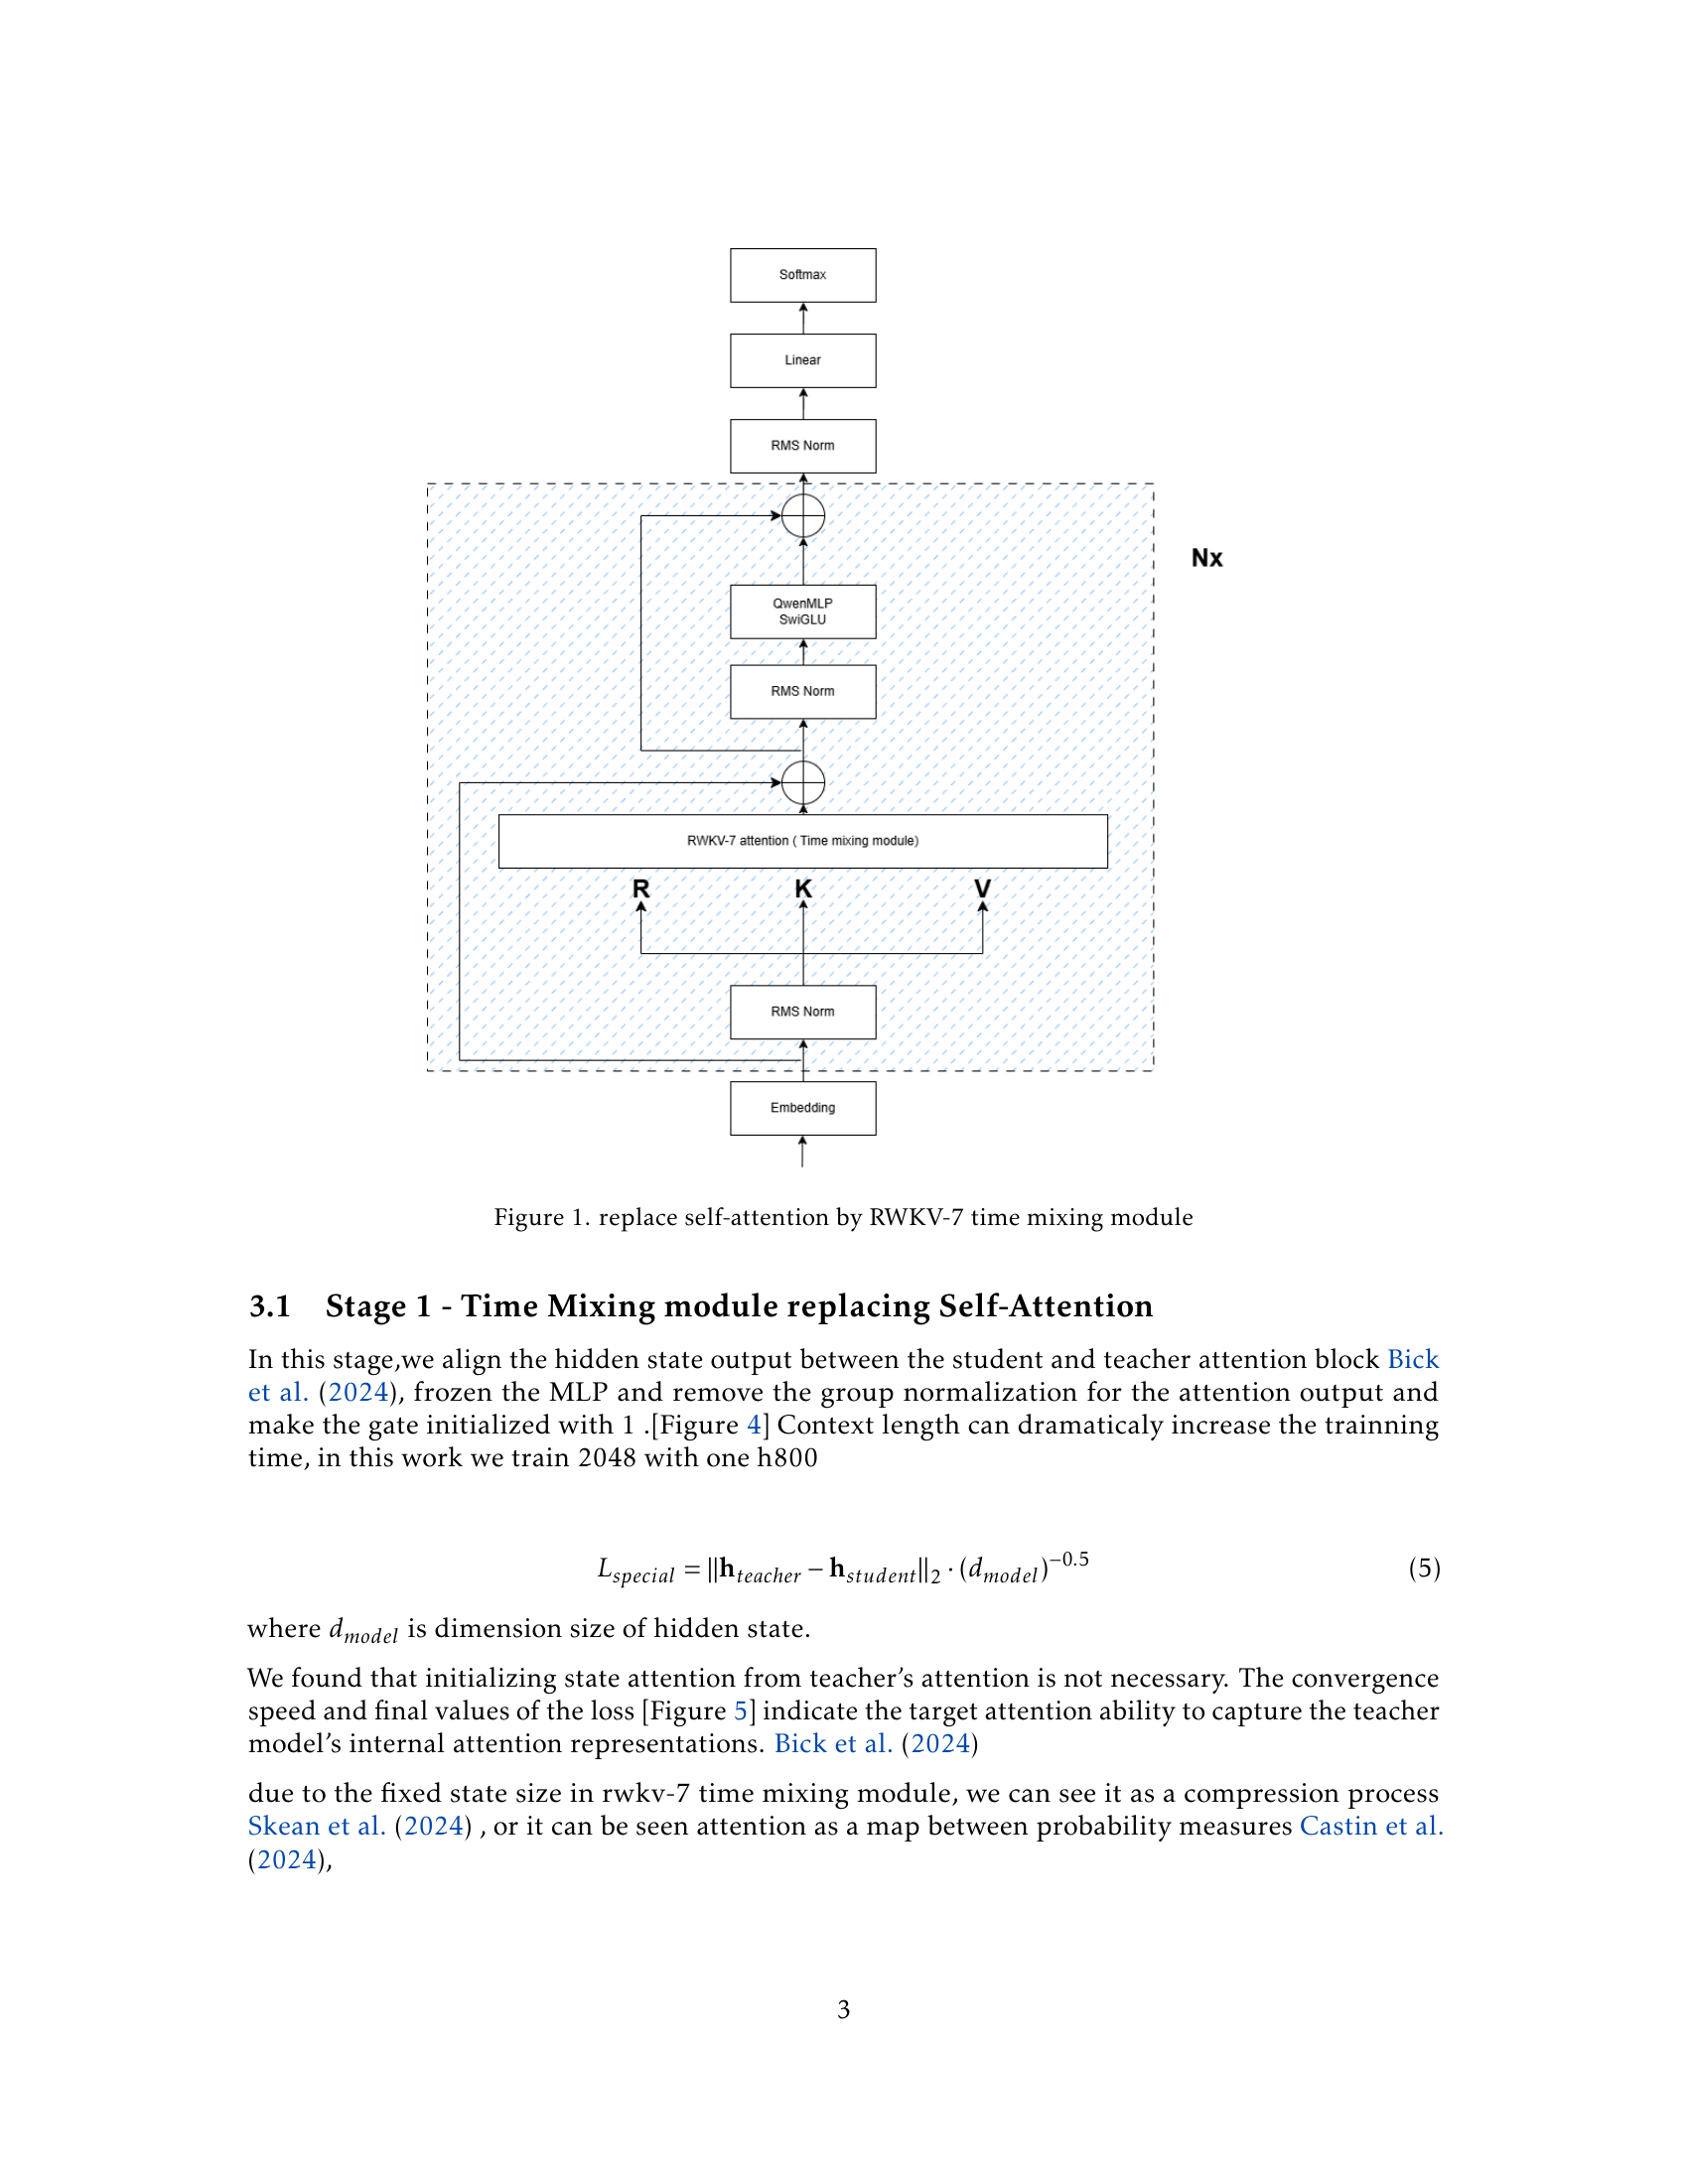 Softmax
Linear
RMS Norm
Nx
QwenMLP
SwiGLU
RMS Norm
RWKV-7 attention ( Time mixing module)
R K V
RMS Norm
Embedding
Figure 1. replace self-attention by RWKV-7 time mixing module
3.1 Stage 1 - Time Mixing module replacing Self-Attention
In this stage,we align the hidden state output between the student and teacher attention block Bick
et al. (2024), frozen the MLP and remove the group normalization for the attention output and
make the gate initialized with 1 .[Figure 4] Context length can dramaticaly increase the trainning
time, in this work we train 2048 with one h800
L_{special} = ||h_{teacher} − h_{student}||_2 · (d_{model})^{−0.5} (5)
where d_{model} is dimension size of hidden state.
We found that initializing state attention from teacher's attention is not necessary. The convergence
speed and final values of the loss [Figure 5] indicate the target attention ability to capture the teacher
model's internal attention representations. Bick et al. (2024)
due to the fixed state size in rwkv-7 time mixing module, we can see it as a compression process
Skean et al. (2024) , or it can be seen attention as a map between probability measures Castin et al.
(2024),
3